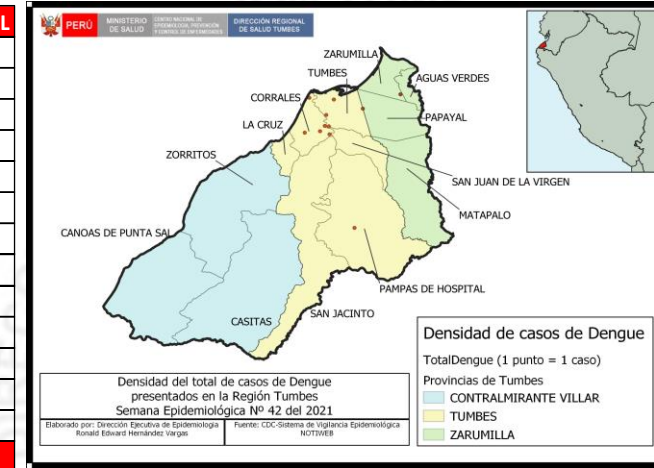 L
PERÚ
MINISTERIO
DE SALUD
CENTRO NACIONAL DE
EPIDEMIOLOGÍA, PREVENCIÓN
Y CONTROL DE ENFERMEDADES
DIRECCIÓN REGIONAL
DE SALUD TUMBES
ZARUMILLA
TUMBES
AGUAS VERDES
CORRALES
PAPAYAL
LA CRUZ
ZORRITOS
SAN JUAN DE LA VIRGEN
MATAPALO
CANOAS DE PUNTA SAL
PAMPAS DE HOSPITAL
SAN JACINTO
CASITAS
Densidad de casos de Dengue
TotalDengue (1 punto = 1 caso)
Provincias de Tumbes
CONTRALMIRANTE VILLAR
TUMBES
ZARUMILLA
Densidad del total de casos de Dengue
presentados en la Región Tumbes
Semana Epidemiológica Nº 42 del 2021
Elaborado por: Dirección Ejecutiva de Epidemiologia
Ronald Edward Hernández Vargas
Fuente: CDC-Sistema de Vigilancia Epidemiológica
NOTIWEB